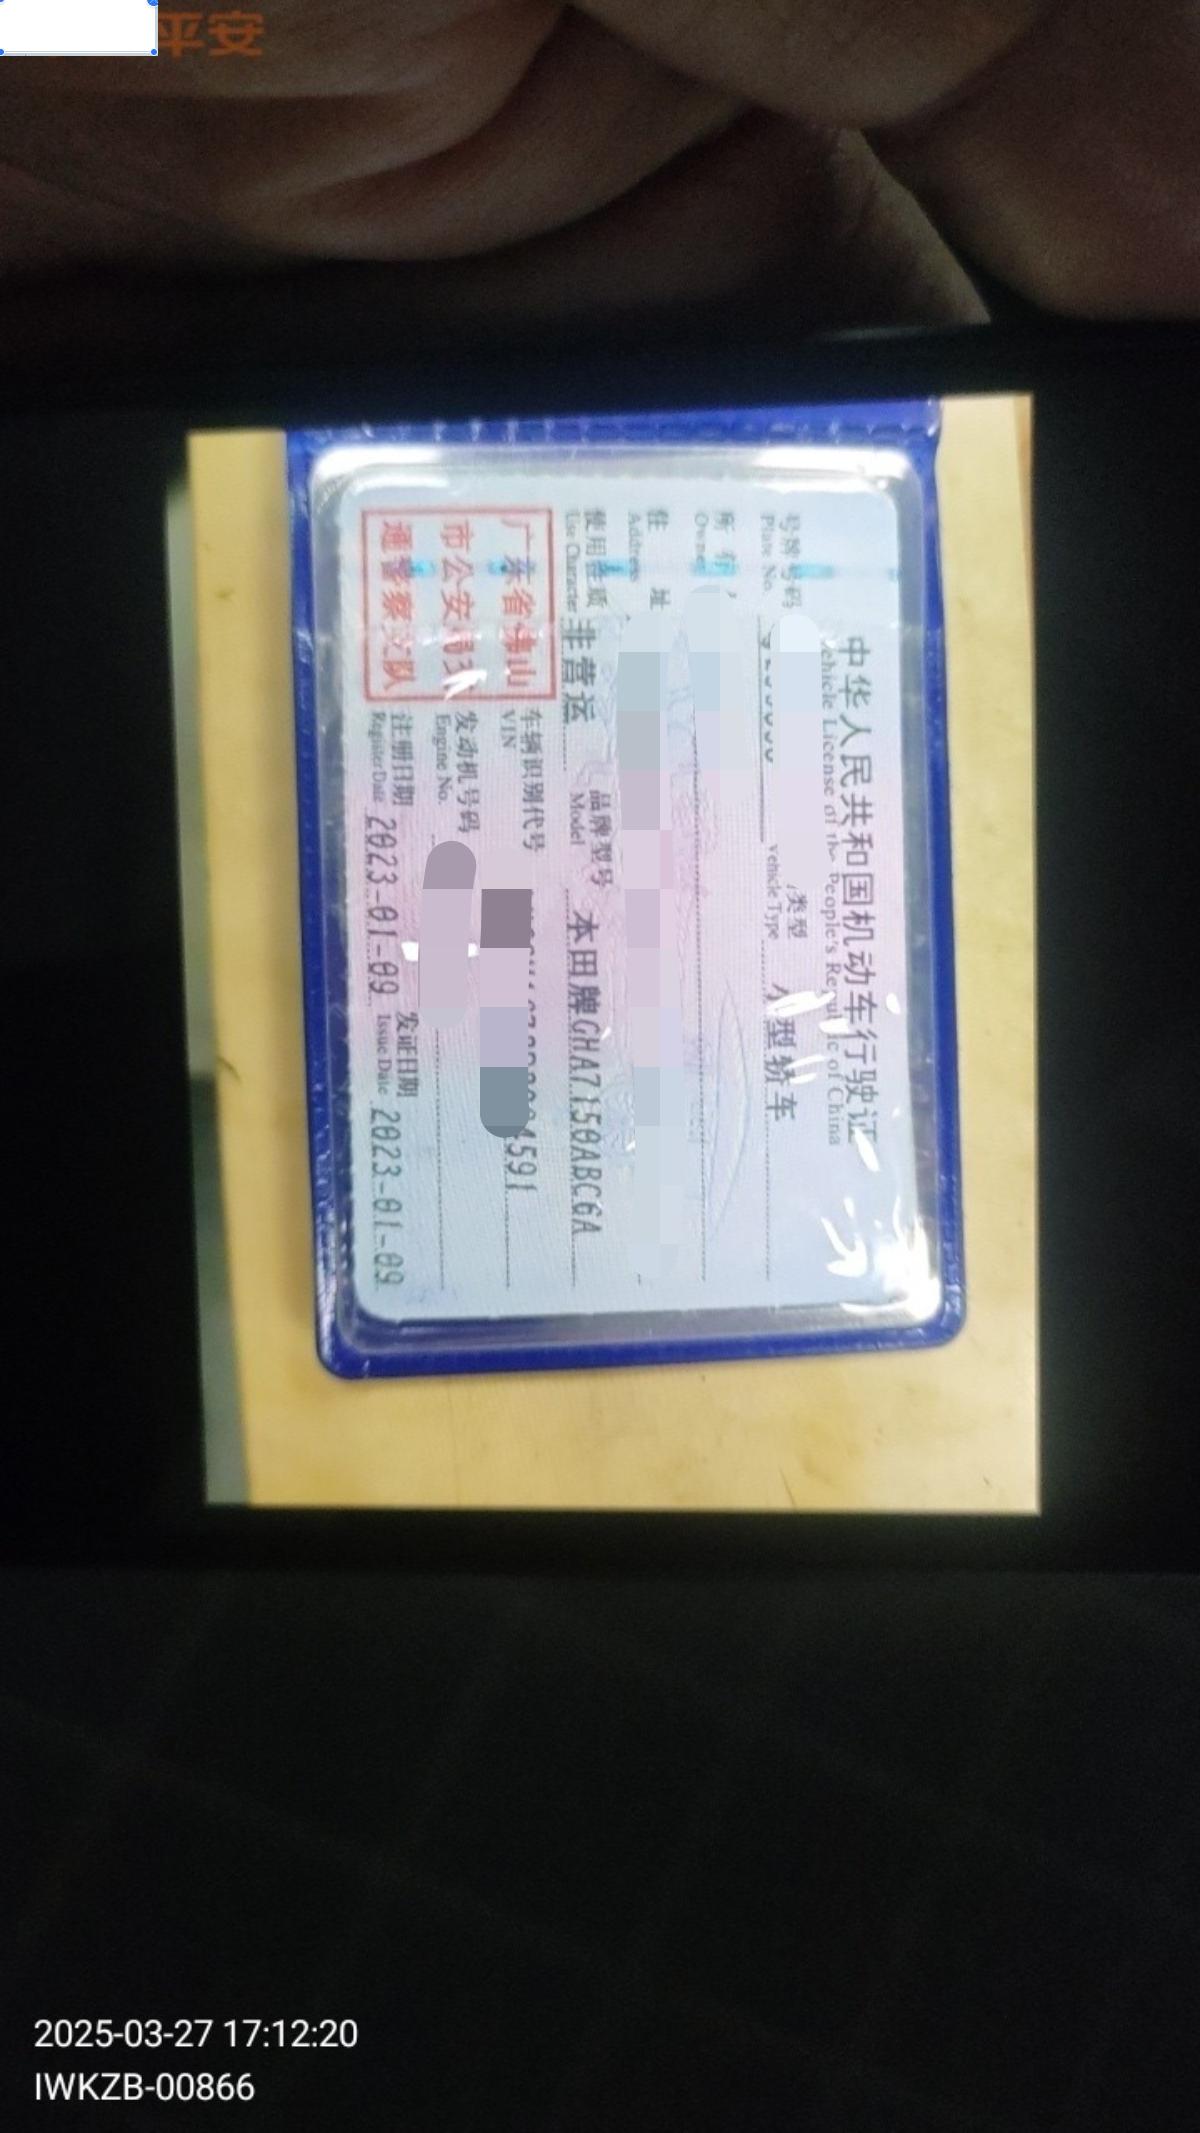 平安
中华人民共和国机动车行驶证
Vehicle License of the People's Republic of China
号牌号码
Plate No.
类型 小型轿车
Vehicle Type
所有
Owner
住 址
Address
使用性质 非营运
Use Character
品牌型号 本田牌GHA7150ABC6A
Model
广东省佛山
市公安局交
通警察支队
车辆识别代号 4591
VIN
发动机号码
Engine No.
注册日期 2023-01-09
Register Date
发证日期 2023-01-09
Issue Date
2025-03-27 17:12:20
IWKZB-00866